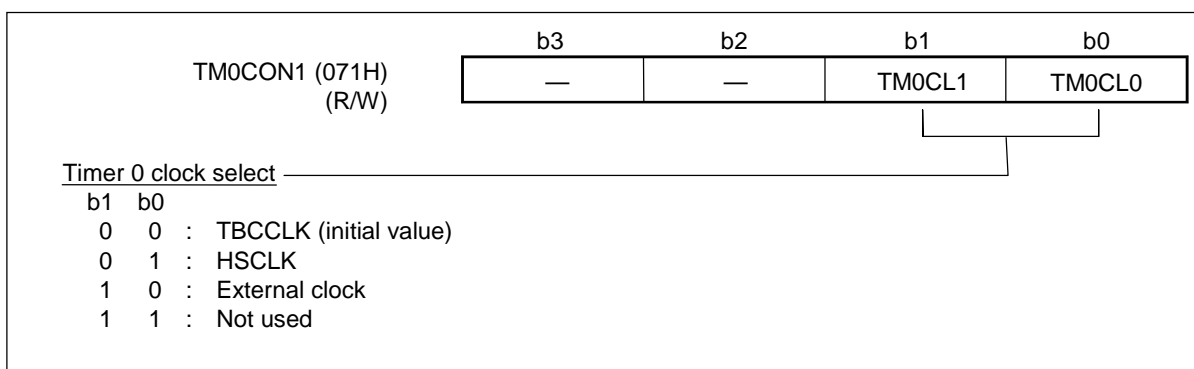 b3 b2 b1 b0
TM0CON1 (071H) — — TM0CL1 TM0CL0
(R/W)
Timer 0 clock select
b1 b0
0 0 : TBCCLK (initial value)
0 1 : HSCLK
1 0 : External clock
1 1 : Not used